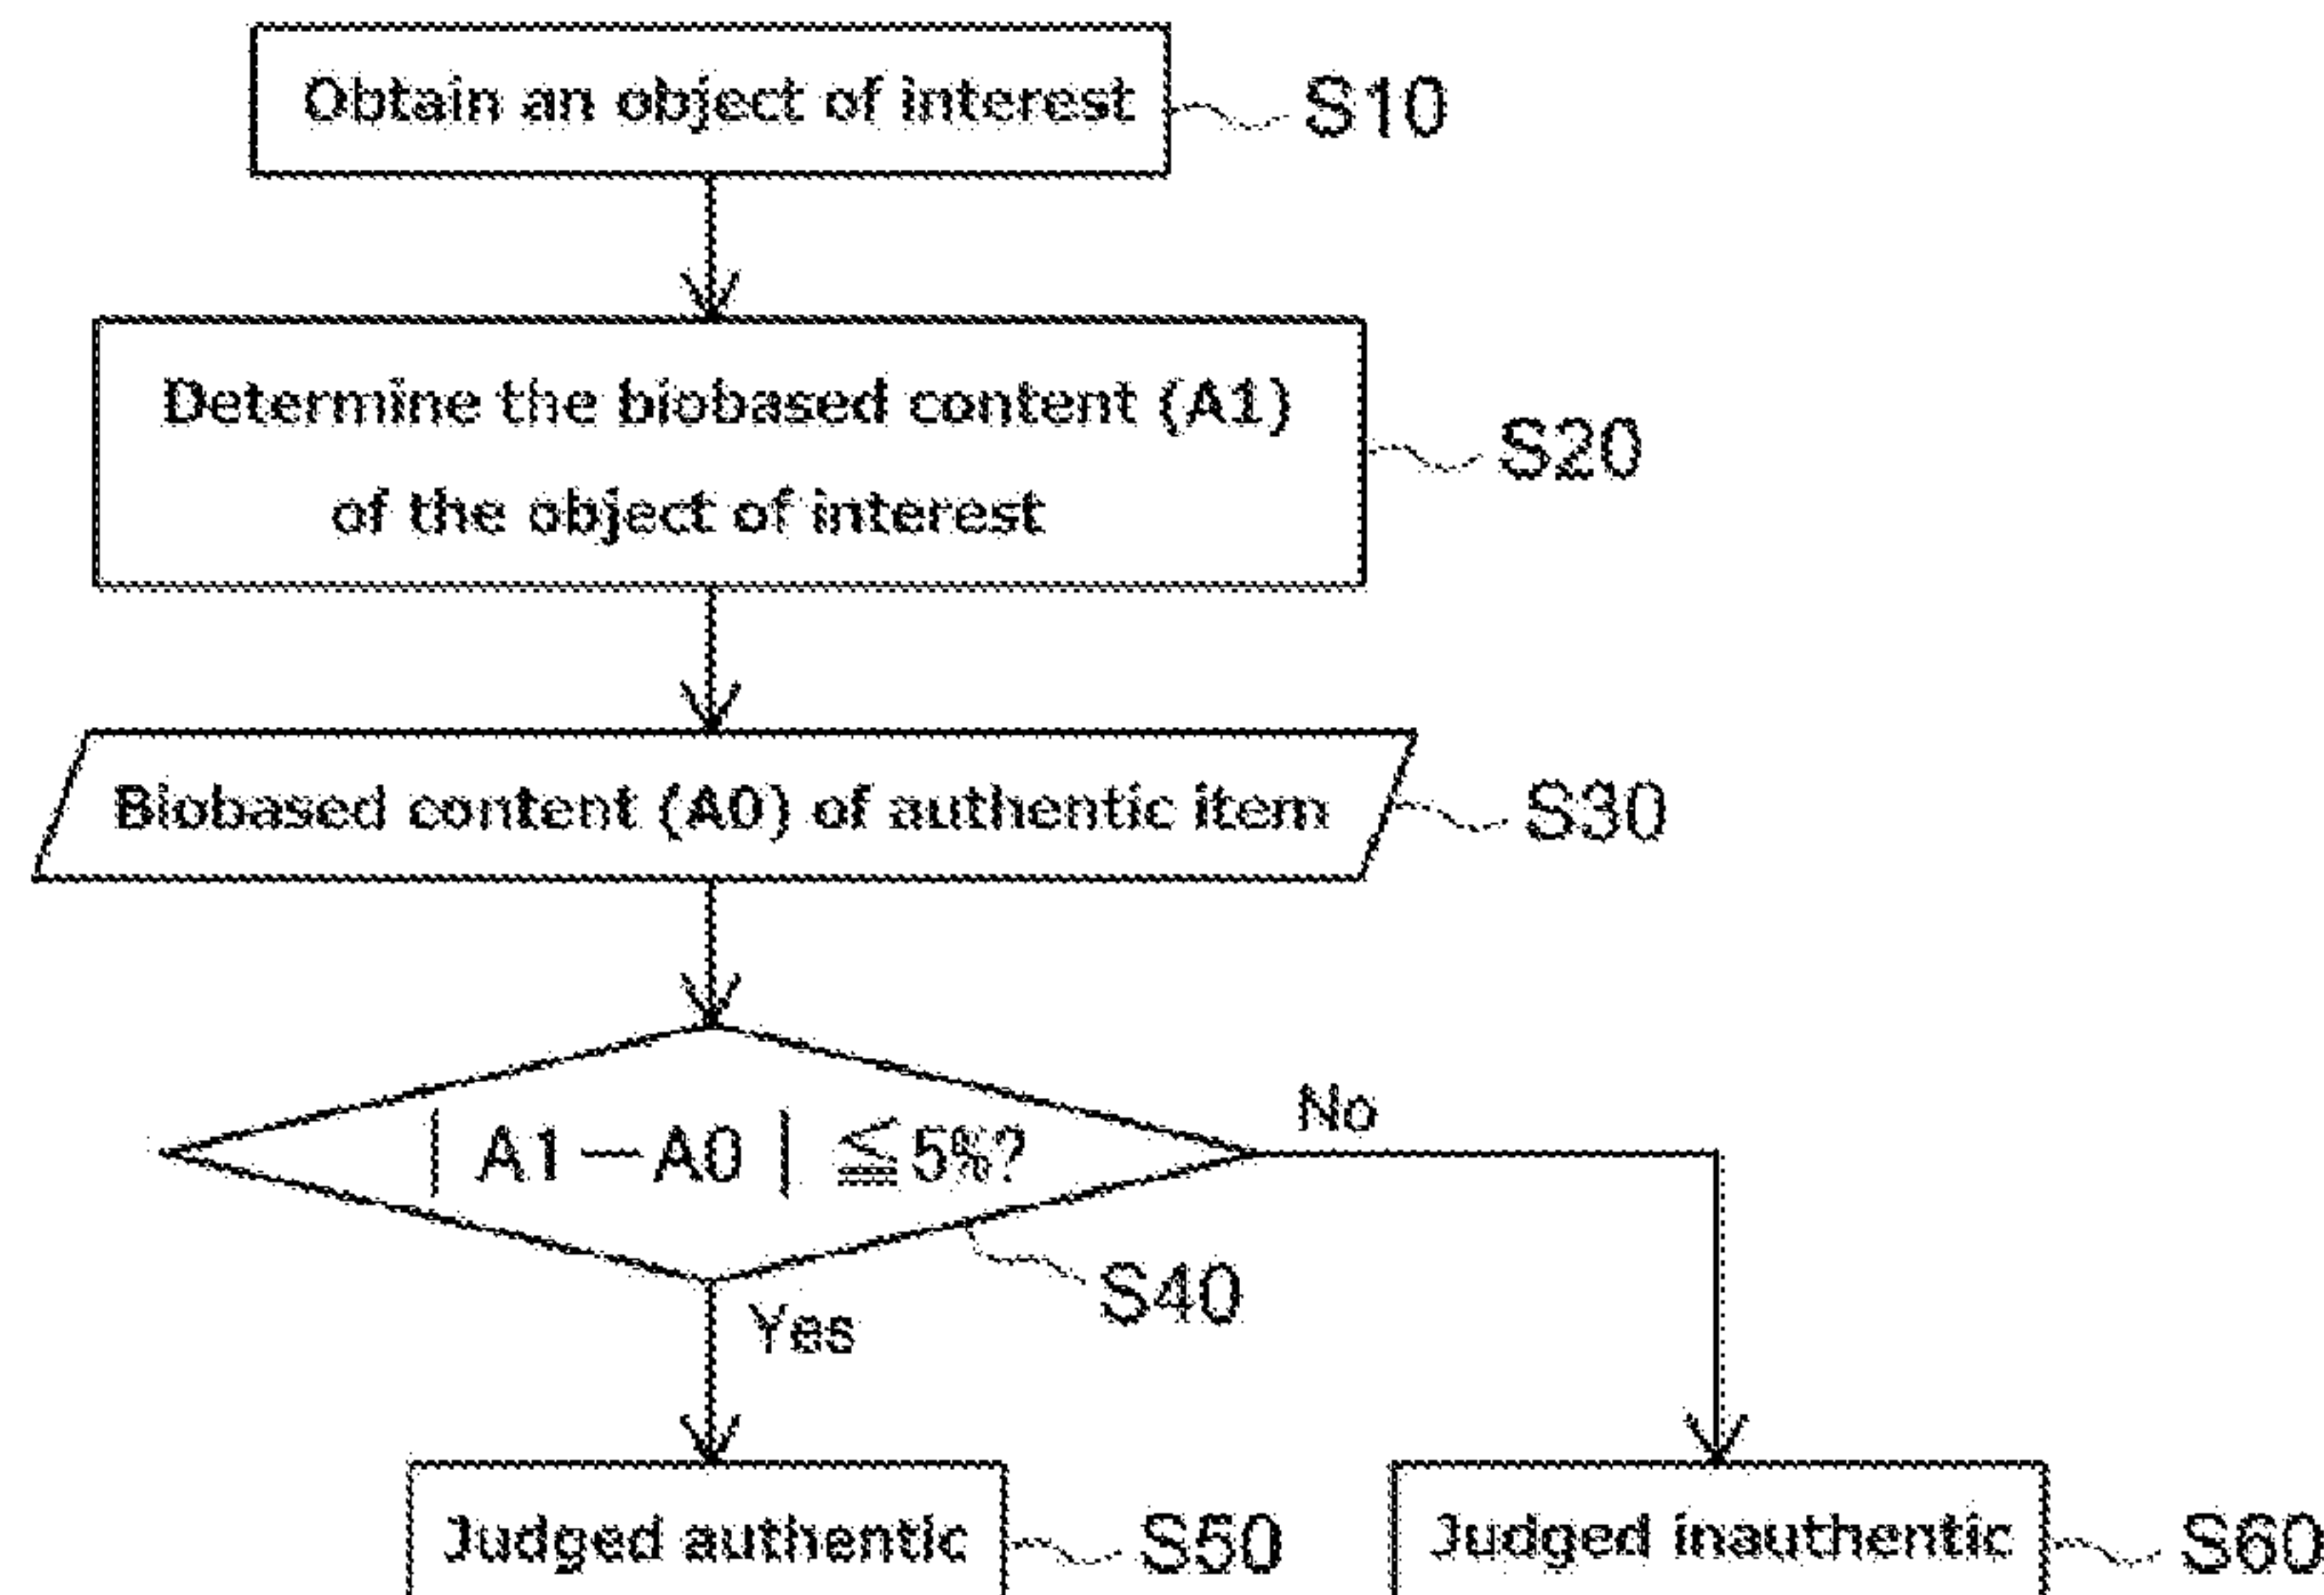 Obtain an object of interest
S10
Determine the biobased content (A1)
of the object of interest
S20
Biobased content (A0) of authentic item
S30
| A1—A0 | ≦5%?
No
S40
Yes
Judged authentic
S50
Judged inauthentic
S60